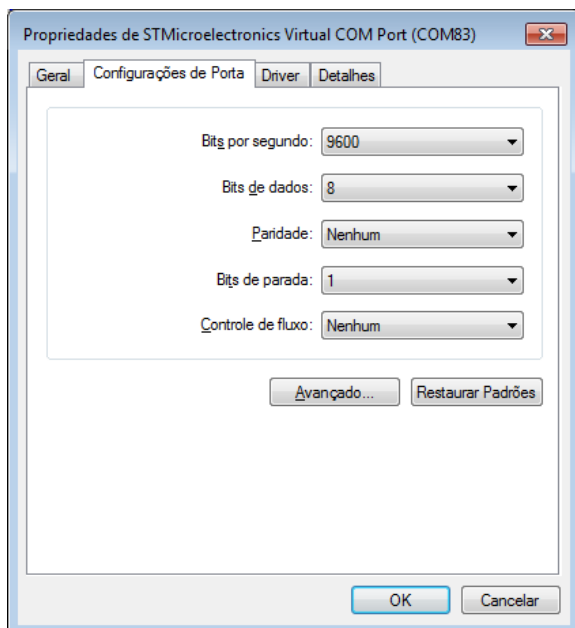 Propriedades de STMicroelectronics Virtual COM Port (COM83)
Geral Configurações de Porta Driver Detalhes
Bits por segundo: 9600
Bits de dados: 8
Paridade: Nenhum
Bits de parada: 1
Controle de fluxo: Nenhum
Avançado... Restaurar Padrões
OK Cancelar